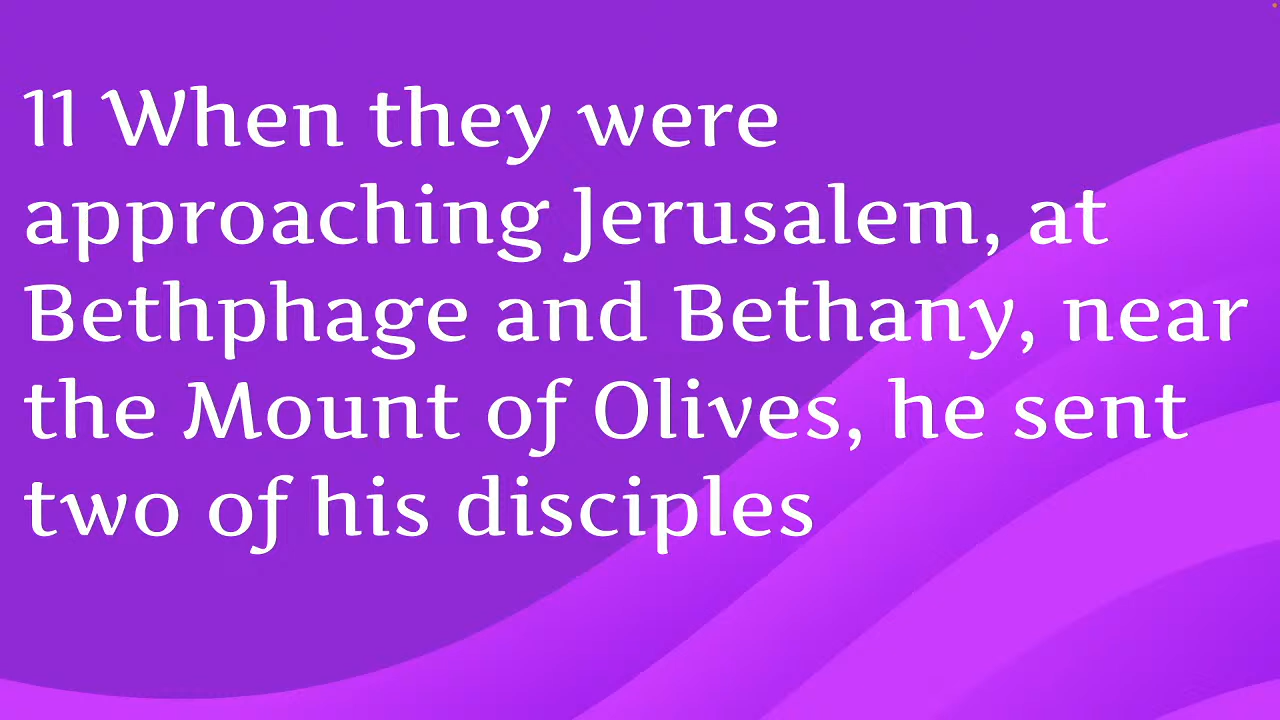 11 When they were
approaching Jerusalem, at
Bethphage and Bethany, near
the Mount of Olives, he sent
two of his disciples